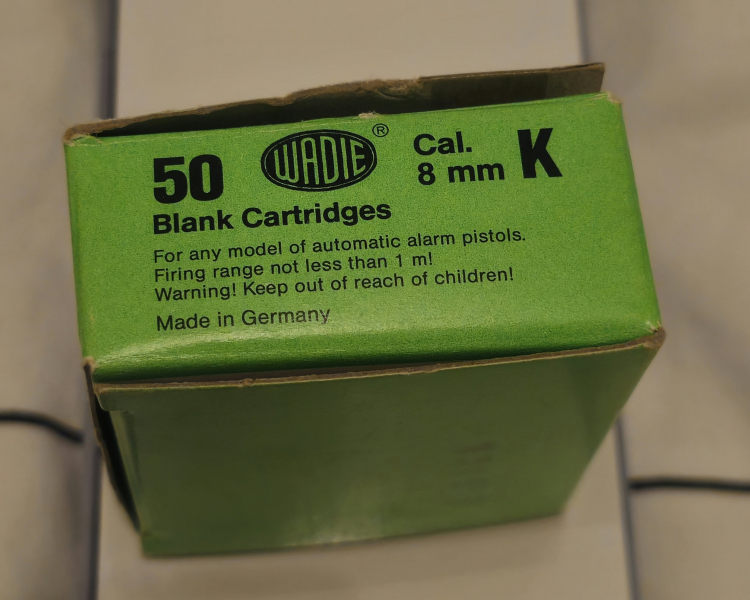 50 WADIE ® Cal. 8 mm K
Blank Cartridges
For any model of automatic alarm pistols.
Firing range not less than 1 m!
Warning! Keep out of reach of children!
Made in Germany